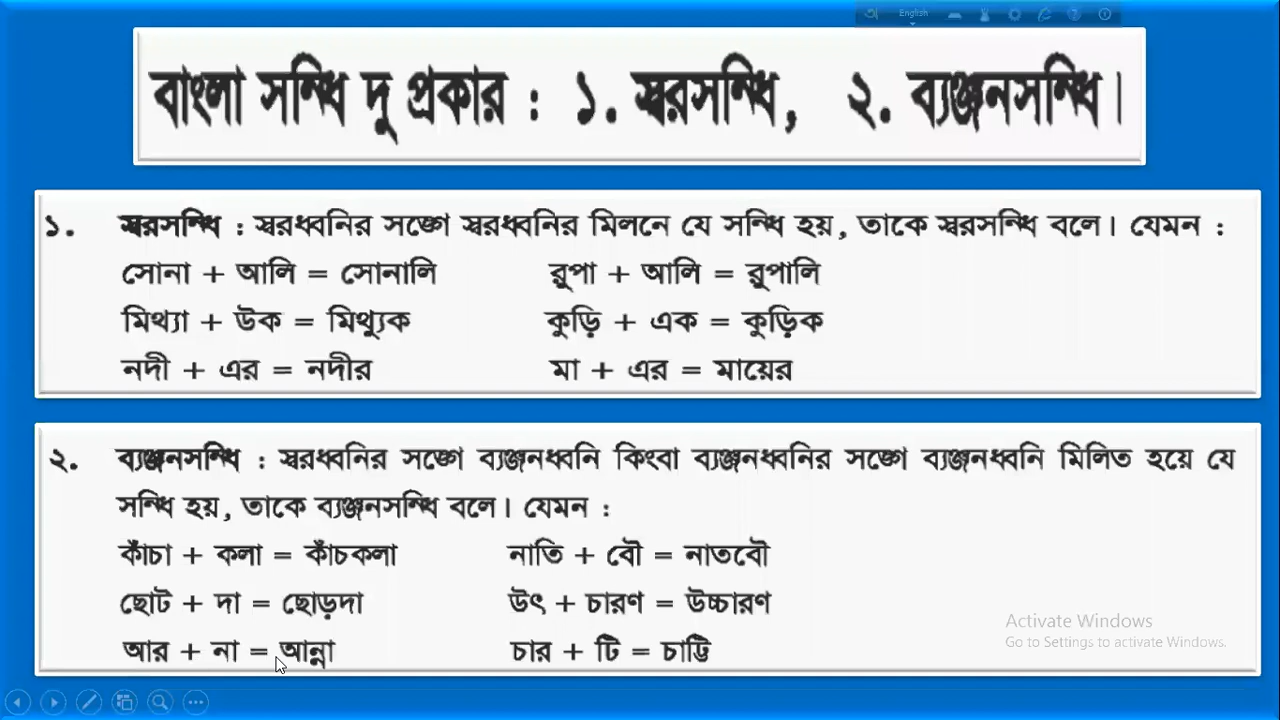 English
বাংলা সন্ধি দু প্রকার : ১. স্বরসন্ধি, ২. ব্যঞ্জনসন্ধি।
১. স্বরসন্ধি : স্বরধ্বনির সঙ্গে স্বরধ্বনির মিলনে যে সন্ধি হয়, তাকে স্বরসন্ধি বলে। যেমন :
সোনা + আলি = সোনালি রুপা + আলি = রুপালি
মিথ্যা + উক = মিথ্যুক কুড়ি + এক = কুড়িক
নদী + এর = নদীর মা + এর = মায়ের
২. ব্যঞ্জনসন্ধি : স্বরধ্বনির সঙ্গে ব্যঞ্জনধ্বনি কিংবা ব্যঞ্জনধ্বনির সঙ্গে ব্যঞ্জনধ্বনি মিলিত হয়ে যে
সন্ধি হয়, তাকে ব্যঞ্জনসন্ধি বলে। যেমন :
কাঁচা + কলা = কাঁচকলা নাতি + বৌ = নাতবৌ
ছোট + দা = ছোড়দা উৎ + চারণ = উচ্চারণ
আর + না = আন্না চার + টি = চাট্টি
Activate Windows
Go to Settings to activate Windows.